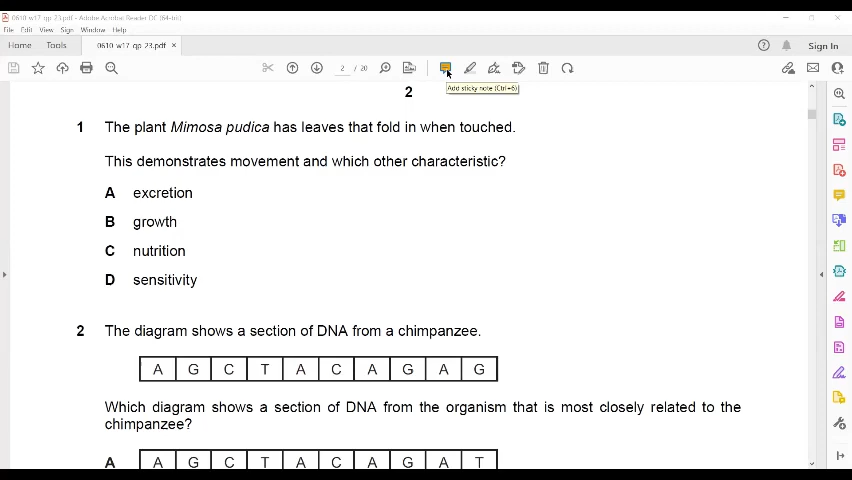 0610_w17_qp_23.pdf - Adobe Acrobat Reader DC (64-bit)
File Edit View Sign Window Help
Home Tools 0610_w17_qp_23.pdf × Sign In
2 / 20
Add sticky note (Ctrl+6)
2
1 The plant Mimosa pudica has leaves that fold in when touched.
This demonstrates movement and which other characteristic?
A excretion
B growth
C nutrition
D sensitivity
2 The diagram shows a section of DNA from a chimpanzee.
A G C T A C A G A G
Which diagram shows a section of DNA from the organism that is most closely related to the
chimpanzee?
A A G C T A C A G A T